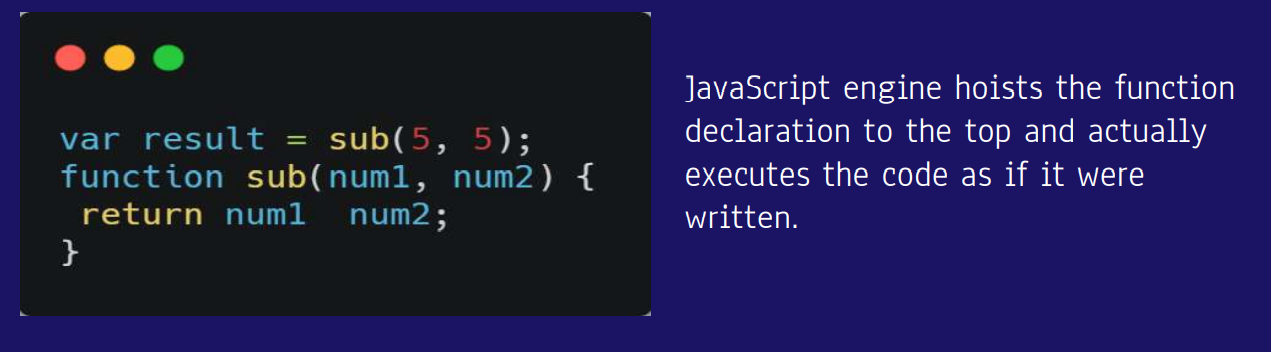 var result = sub(5, 5);
function sub(num1, num2) {
return num1 num2;
}
JavaScript engine hoists the function
declaration to the top and actually
executes the code as if it were
written.